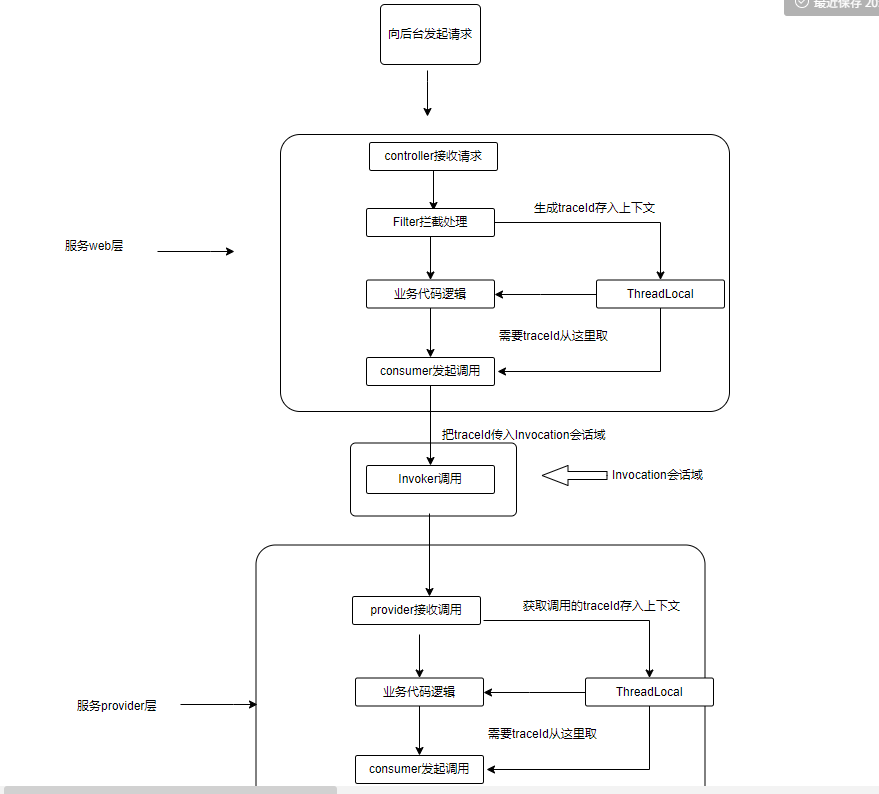 最近保存 20
向后台发起请求
controller接收请求
Filter拦截处理
生成traceId存入上下文
服务web层
业务代码逻辑
ThreadLocal
需要traceId从这里取
consumer发起调用
把traceId传入Invocation会话域
Invoker调用
Invocation会话域
provider接收调用
获取调用的traceId存入上下文
业务代码逻辑
ThreadLocal
服务provider层
需要traceId从这里取
consumer发起调用